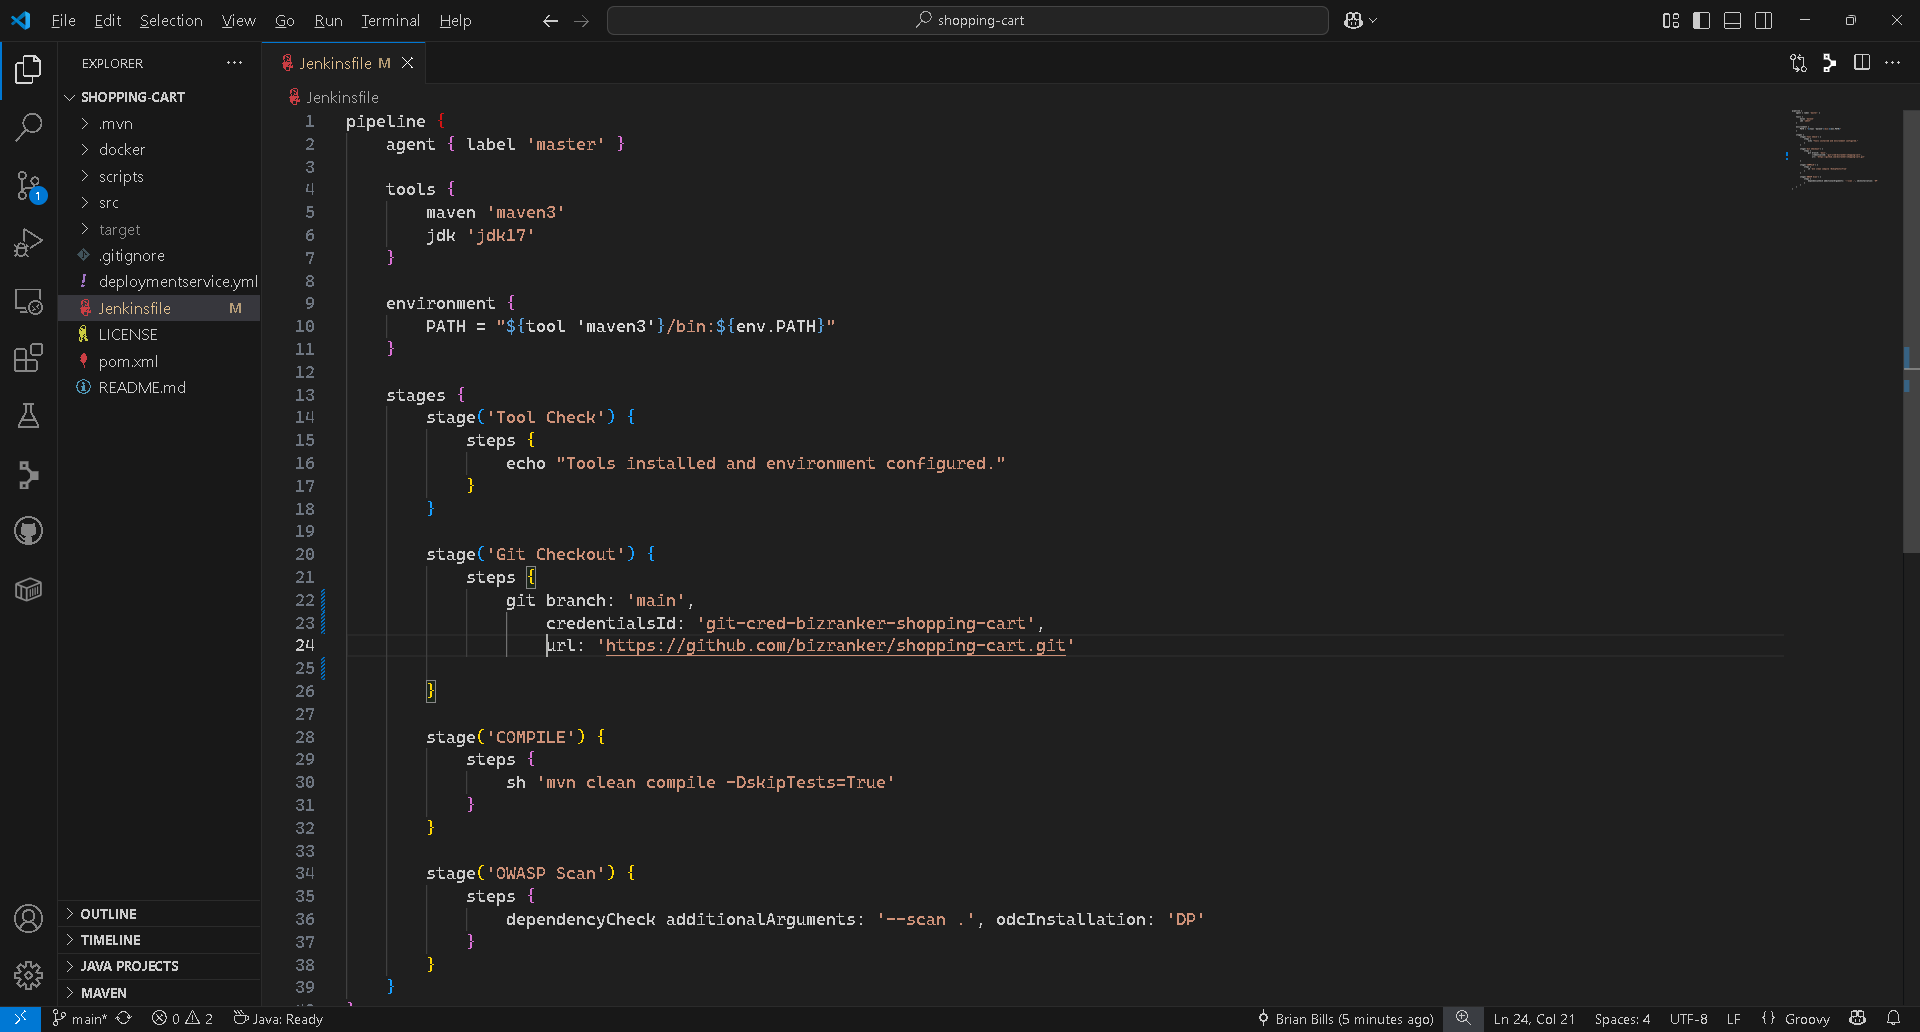 File Edit Selection View Go Run Terminal Help
shopping-cart
EXPLORER
SHOPPING-CART
.mvn
docker
scripts
src
target
.gitignore
deploymentservice.yml
Jenkinsfile M
LICENSE
pom.xml
README.md
OUTLINE
TIMELINE
JAVA PROJECTS
MAVEN
1
Jenkinsfile M
Jenkinsfile
1 pipeline {
2 agent { label 'master' }
3
4 tools {
5 maven 'maven3'
6 jdk 'jdk17'
7 }
8
9 environment {
10 PATH = "${tool 'maven3'}/bin:${env.PATH}"
11 }
12
13 stages {
14 stage('Tool Check') {
15 steps {
16 echo "Tools installed and environment configured."
17 }
18 }
19
20 stage('Git Checkout') {
21 steps {
22 git branch: 'main',
23 credentialsId: 'git-cred-bizranker-shopping-cart',
24 url: 'https://github.com/bizranker/shopping-cart.git'
25
26 }
27
28 stage('COMPILE') {
29 steps {
30 sh 'mvn clean compile -DskipTests=True'
31 }
32 }
33
34 stage('OWASP Scan') {
35 steps {
36 dependencyCheck additionalArguments: '--scan .', odcInstallation: 'DP'
37 }
38 }
39 }
main* 0 2 Java: Ready
Brian Bills (5 minutes ago) Ln 24, Col 21 Spaces: 4 UTF-8 LF {} Groovy